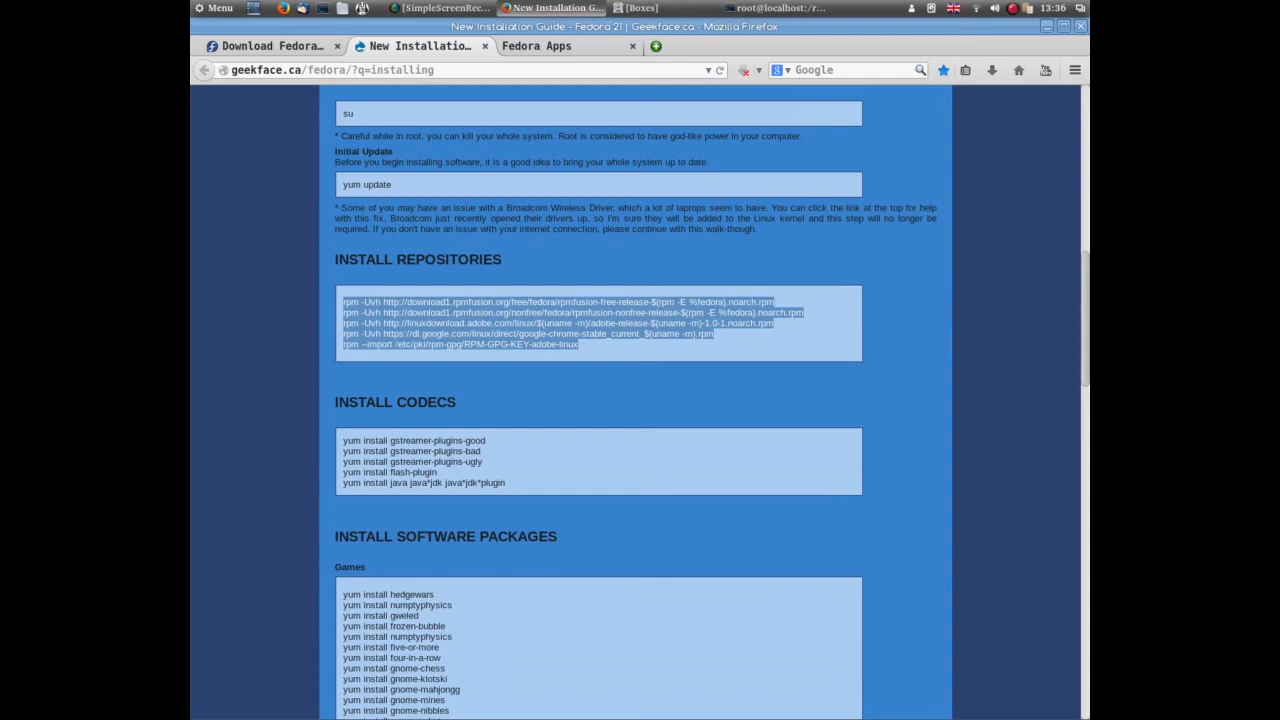 Menu
[SimpleScreenRec...
New Installation G...
[Boxes]
root@localhost:/r...
13:36
New Installation Guide - Fedora 21 | Geekface.ca - Mozilla Firefox
Download Fedora...
New Installatio...
Fedora Apps
geekface.ca/fedora/?q=installing
Google
su
* Careful while in root, you can kill your whole system. Root is considered to have god-like power in your computer.
Initial Update
Before you begin installing software, it is a good idea to bring your whole system up to date.
yum update
* Some of you may have an issue with a Broadcom Wireless Driver, which a lot of laptops seem to have. You can click the link at the top for help
with this fix. Broadcom just recently opened their drivers up, so I'm sure they will be added to the Linux kernel and this step will no longer be
required. If you don't have an issue with your internet connection, please continue with this walk-though.
INSTALL REPOSITORIES
rpm -Uvh http://download1.rpmfusion.org/free/fedora/rpmfusion-free-release-$(rpm -E %fedora).noarch.rpm
rpm -Uvh http://download1.rpmfusion.org/nonfree/fedora/rpmfusion-nonfree-release-$(rpm -E %fedora).noarch.rpm
rpm -Uvh http://linuxdownload.adobe.com/linux/$(uname -m)/adobe-release-$(uname -m)-1.0-1.noarch.rpm
rpm -Uvh https://dl.google.com/linux/direct/google-chrome-stable_current_$(uname -m).rpm
rpm --import /etc/pki/rpm-gpg/RPM-GPG-KEY-adobe-linux
INSTALL CODECS
yum install gstreamer-plugins-good
yum install gstreamer-plugins-bad
yum install gstreamer-plugins-ugly
yum install flash-plugin
yum install java java*jdk java*jdk*plugin
INSTALL SOFTWARE PACKAGES
Games
yum install hedgewars
yum install numptyphysics
yum install gweled
yum install frozen-bubble
yum install numptyphysics
yum install five-or-more
yum install four-in-a-row
yum install gnome-chess
yum install gnome-klotski
yum install gnome-mahjongg
yum install gnome-mines
yum install gnome-nibbles